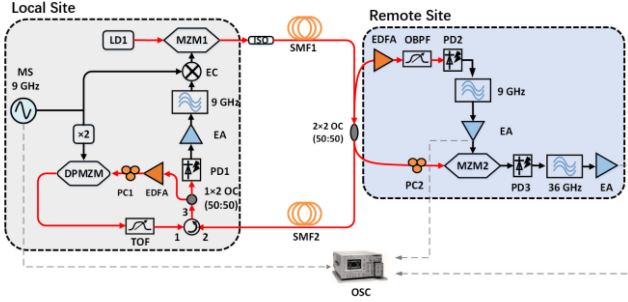 Local Site
LD1
MZM1
ISO
SMF1
MS
9 GHz
EC
9 GHz
×2
EA
DPMZM
PC1
EDFA
PD1
1×2 OC
(50:50)
3
TOF
1
2
SMF2
2×2 OC
(50:50)
Remote Site
EDFA
OBPF
PD2
9 GHz
EA
PC2
MZM2
PD3
36 GHz
EA
OSC